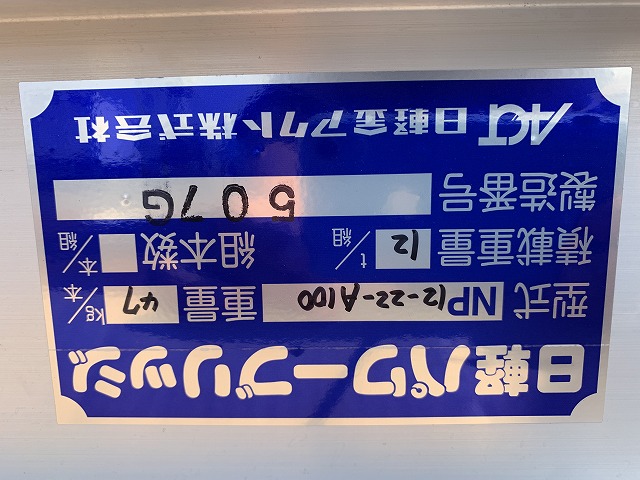 日軽パワーブリッジ
型式 NP12-22-A100 重量 47 kg/本
積載重量 12 t/組 組本数 本/組
製造番号 507G
ACT 日軽金アクト株式会社